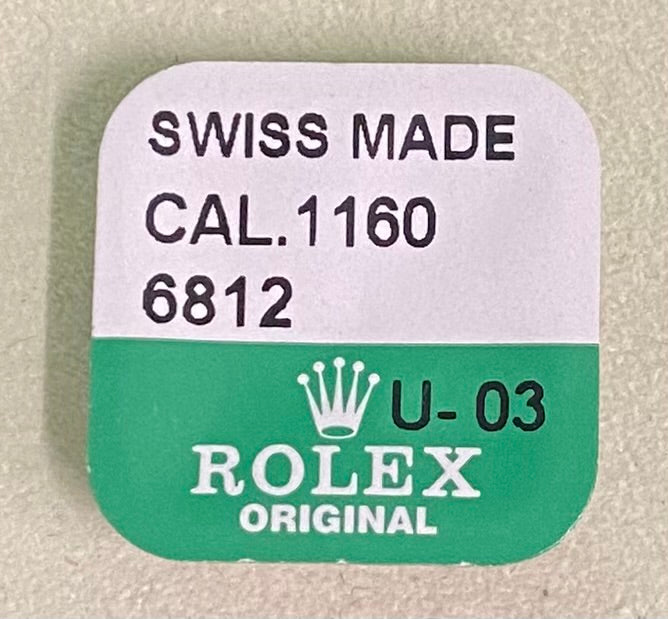 SWISS MADE
CAL.1160
6812
U- 03
ROLEX
ORIGINAL